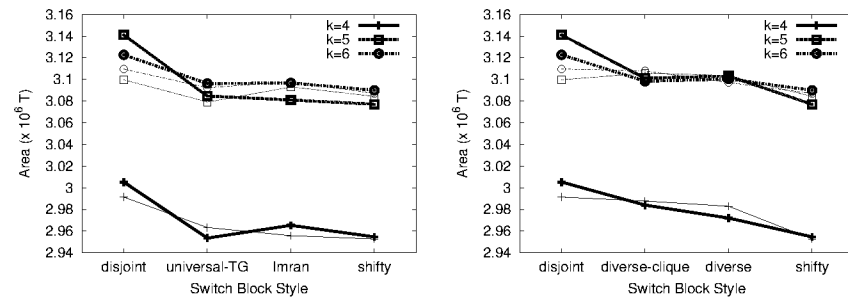 3.16
3.14
3.12
3.1
3.08
3.06
3.04
3.02
3
2.98
2.96
2.94
Area (x 10^6 T)
k=4
k=5
k=6
disjoint universal-TG Imran shifty
Switch Block Style
3.16
3.14
3.12
3.1
3.08
3.06
3.04
3.02
3
2.98
2.96
2.94
Area (x 10^6 T)
k=4
k=5
k=6
disjoint diverse-clique diverse shifty
Switch Block Style